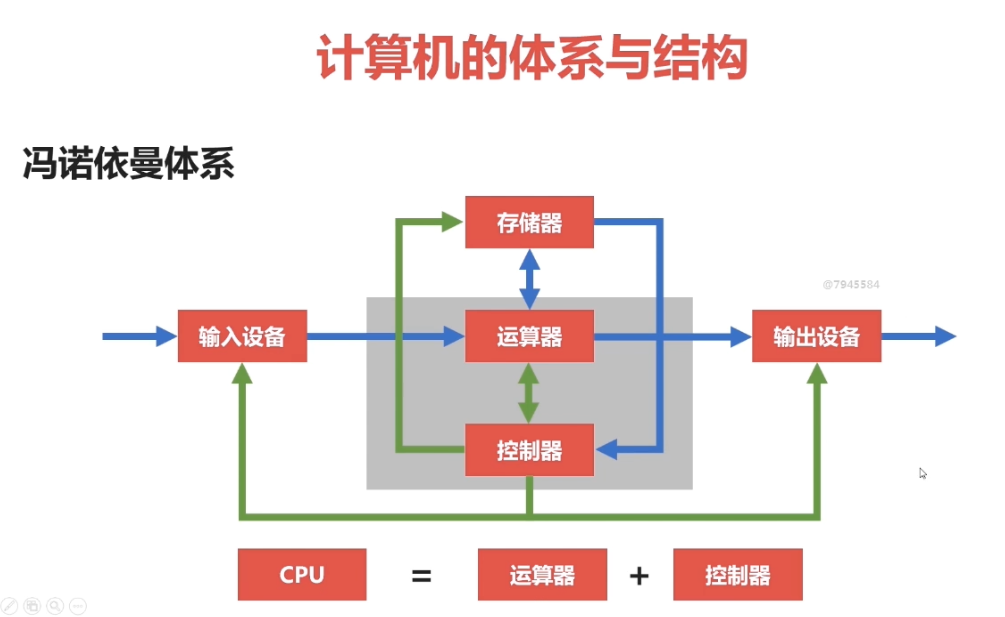 计算机的体系与结构
冯诺依曼体系
存储器
@7945584
输入设备
运算器
输出设备
控制器
CPU = 运算器 + 控制器